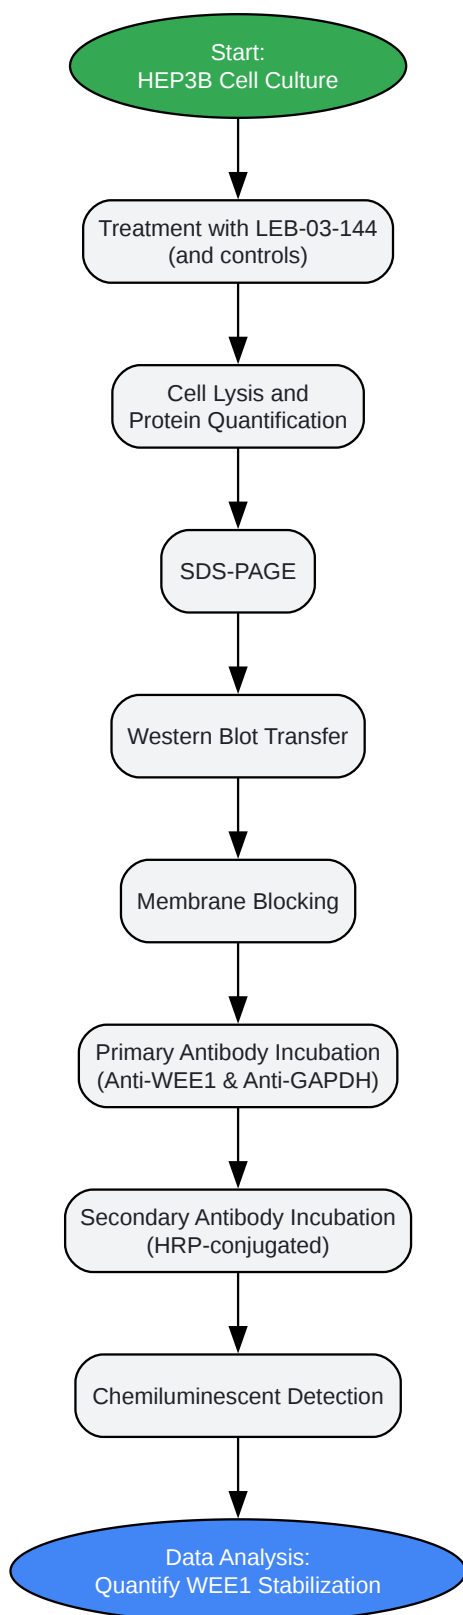 Start:
HEP3B Cell Culture
Treatment with LEB-03-144
(and controls)
Cell Lysis and
Protein Quantification
SDS-PAGE
Western Blot Transfer
Membrane Blocking
Primary Antibody Incubation
(Anti-WEE1 & Anti-GAPDH)
Secondary Antibody Incubation
(HRP-conjugated)
Chemiluminescent Detection
Data Analysis:
Quantify WEE1 Stabilization